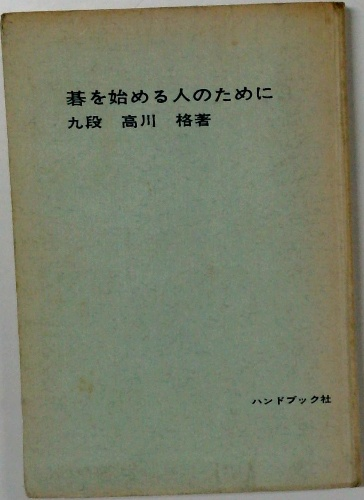 碁を始める人のために
九段 高川 格著
ハンドブック社